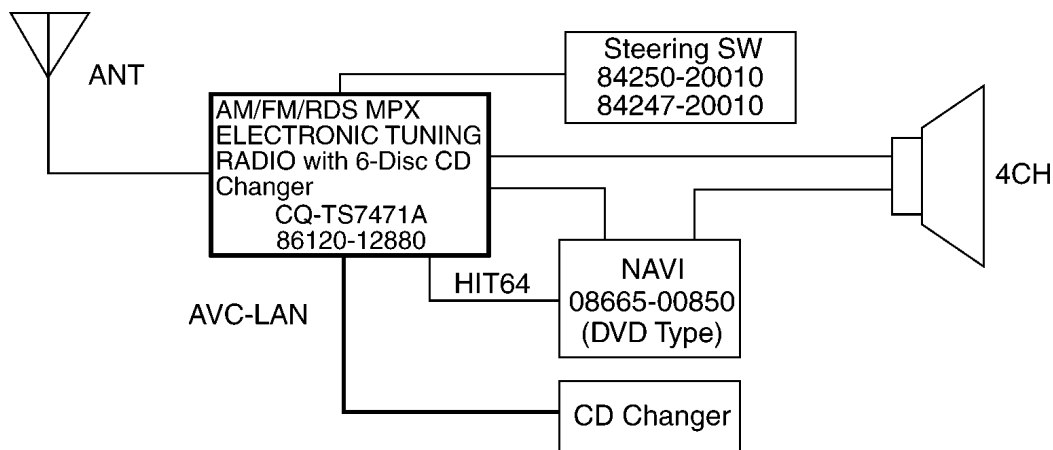 ANT
Steering SW
84250-20010
84247-20010
AM/FM/RDS MPX
ELECTRONIC TUNING
RADIO with 6-Disc CD
Changer
CQ-TS7471A
86120-12880
4CH
NAVI
08665-00850
(DVD Type)
HIT64
AVC-LAN
CD Changer